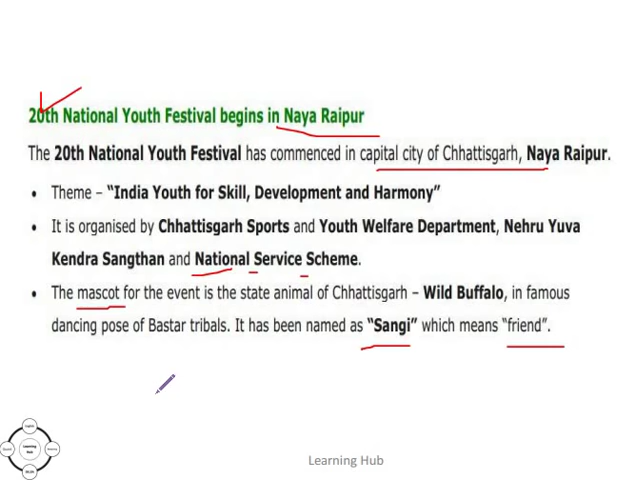 20th National Youth Festival begins in Naya Raipur
The 20th National Youth Festival has commenced in capital city of Chhattisgarh, Naya Raipur.
• Theme – “India Youth for Skill, Development and Harmony”
• It is organised by Chhattisgarh Sports and Youth Welfare Department, Nehru Yuva
Kendra Sangthan and National Service Scheme.
• The mascot for the event is the state animal of Chhattisgarh – Wild Buffalo, in famous
dancing pose of Bastar tribals. It has been named as “Sangi” which means “friend”.
Learning
Hub
Learning Hub